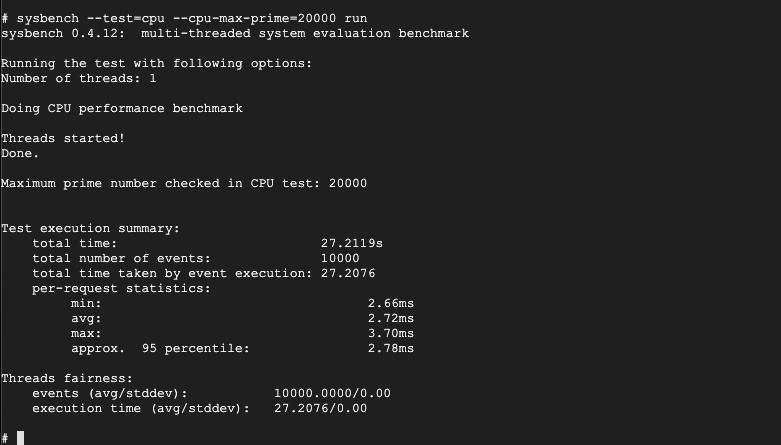 # sysbench --test=cpu --cpu-max-prime=20000 run
sysbench 0.4.12:  multi-threaded system evaluation benchmark

Running the test with following options:
Number of threads: 1

Doing CPU performance benchmark

Threads started!
Done.

Maximum prime number checked in CPU test: 20000


Test execution summary:
    total time:                          27.2119s
    total number of events:              10000
    total time taken by event execution: 27.2076
    per-request statistics:
         min:                                  2.66ms
         avg:                                  2.72ms
         max:                                  3.70ms
         approx.  95 percentile:               2.78ms

Threads fairness:
    events (avg/stddev):           10000.0000/0.00
    execution time (avg/stddev):   27.2076/0.00

#